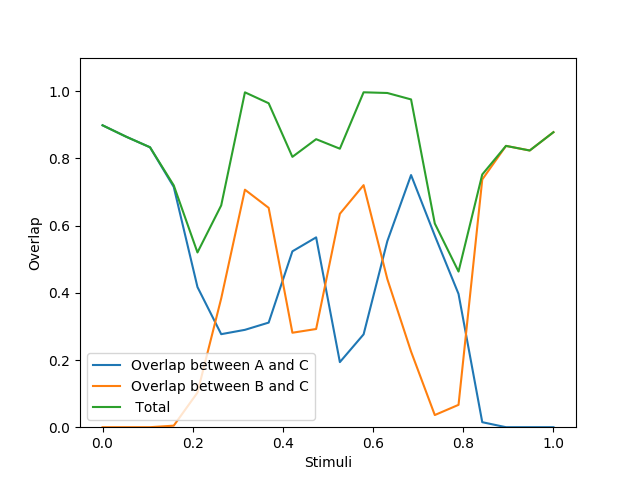 1.0
0.8
0.6
0.4
0.2
0.0
Overlap
Overlap between A and C
Overlap between B and C
Total
0.0 0.2 0.4 0.6 0.8 1.0
Stimuli